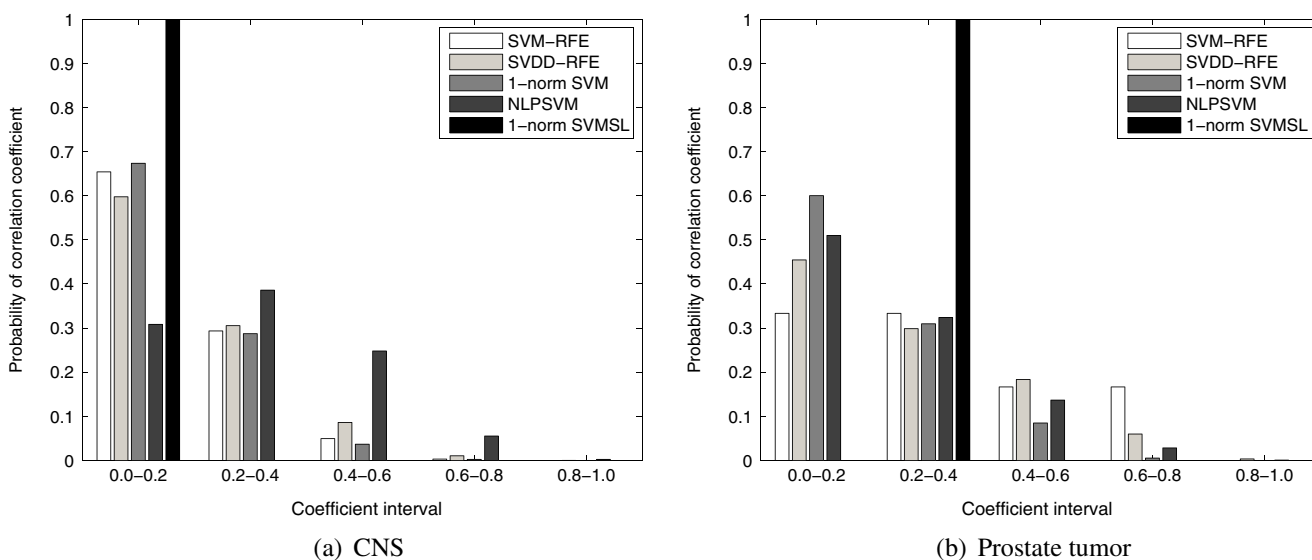 1
0.9
0.8
0.7
0.6
0.5
0.4
0.3
0.2
0.1
0
Probability of correlation coefficient
SVM−RFE
SVDD−RFE
1−norm SVM
NLPSVM
1−norm SVMSL
0.0−0.2 0.2−0.4 0.4−0.6 0.6−0.8 0.8−1.0
Coefficient interval
(a) CNS
1
0.9
0.8
0.7
0.6
0.5
0.4
0.3
0.2
0.1
0
Probability of correlation coefficient
SVM−RFE
SVDD−RFE
1−norm SVM
NLPSVM
1−norm SVMSL
0.0−0.2 0.2−0.4 0.4−0.6 0.6−0.8 0.8−1.0
Coefficient interval
(b) Prostate tumor